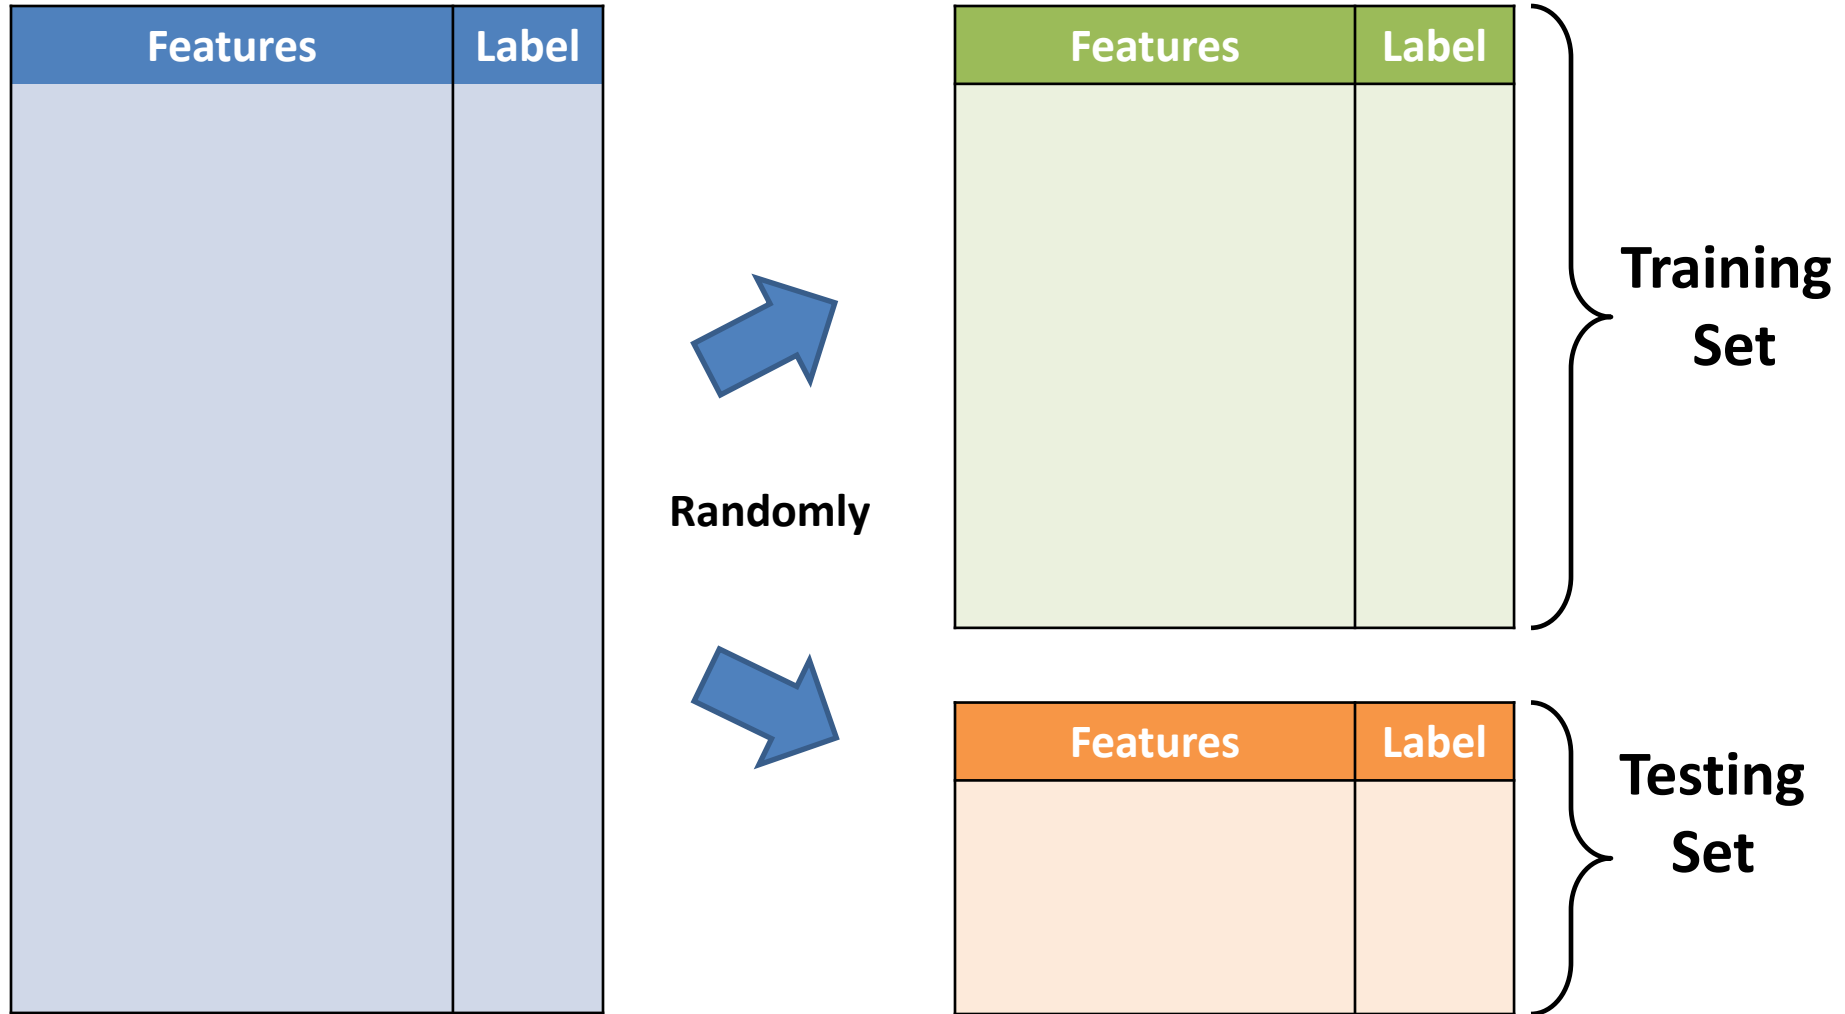 Features Label
Features Label
Training
Set
Randomly
Features Label
Testing
Set